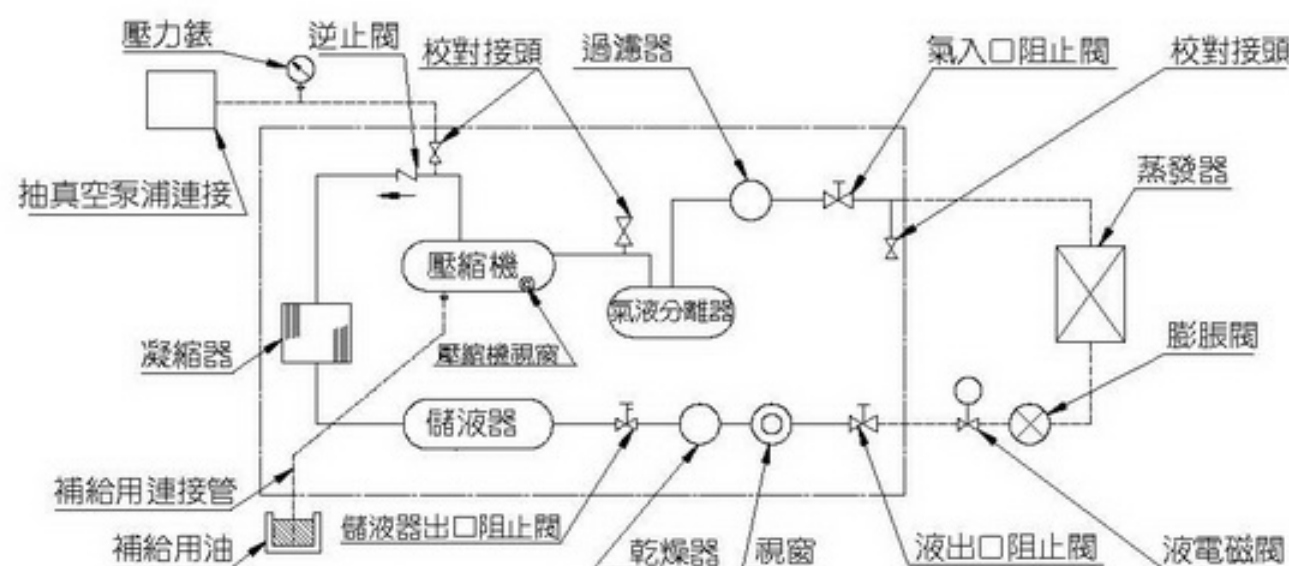 壓力錶
逆止閥
校對接頭
過濾器
氣入口阻止閥
校對接頭
抽真空泵浦連接
蒸發器
壓縮機
氣液分離器
凝縮器
壓縮機視窗
膨脹閥
儲液器
補給用連接管
補給用油
儲液器出口阻止閥
乾燥器
視窗
液出口阻止閥
液電磁閥